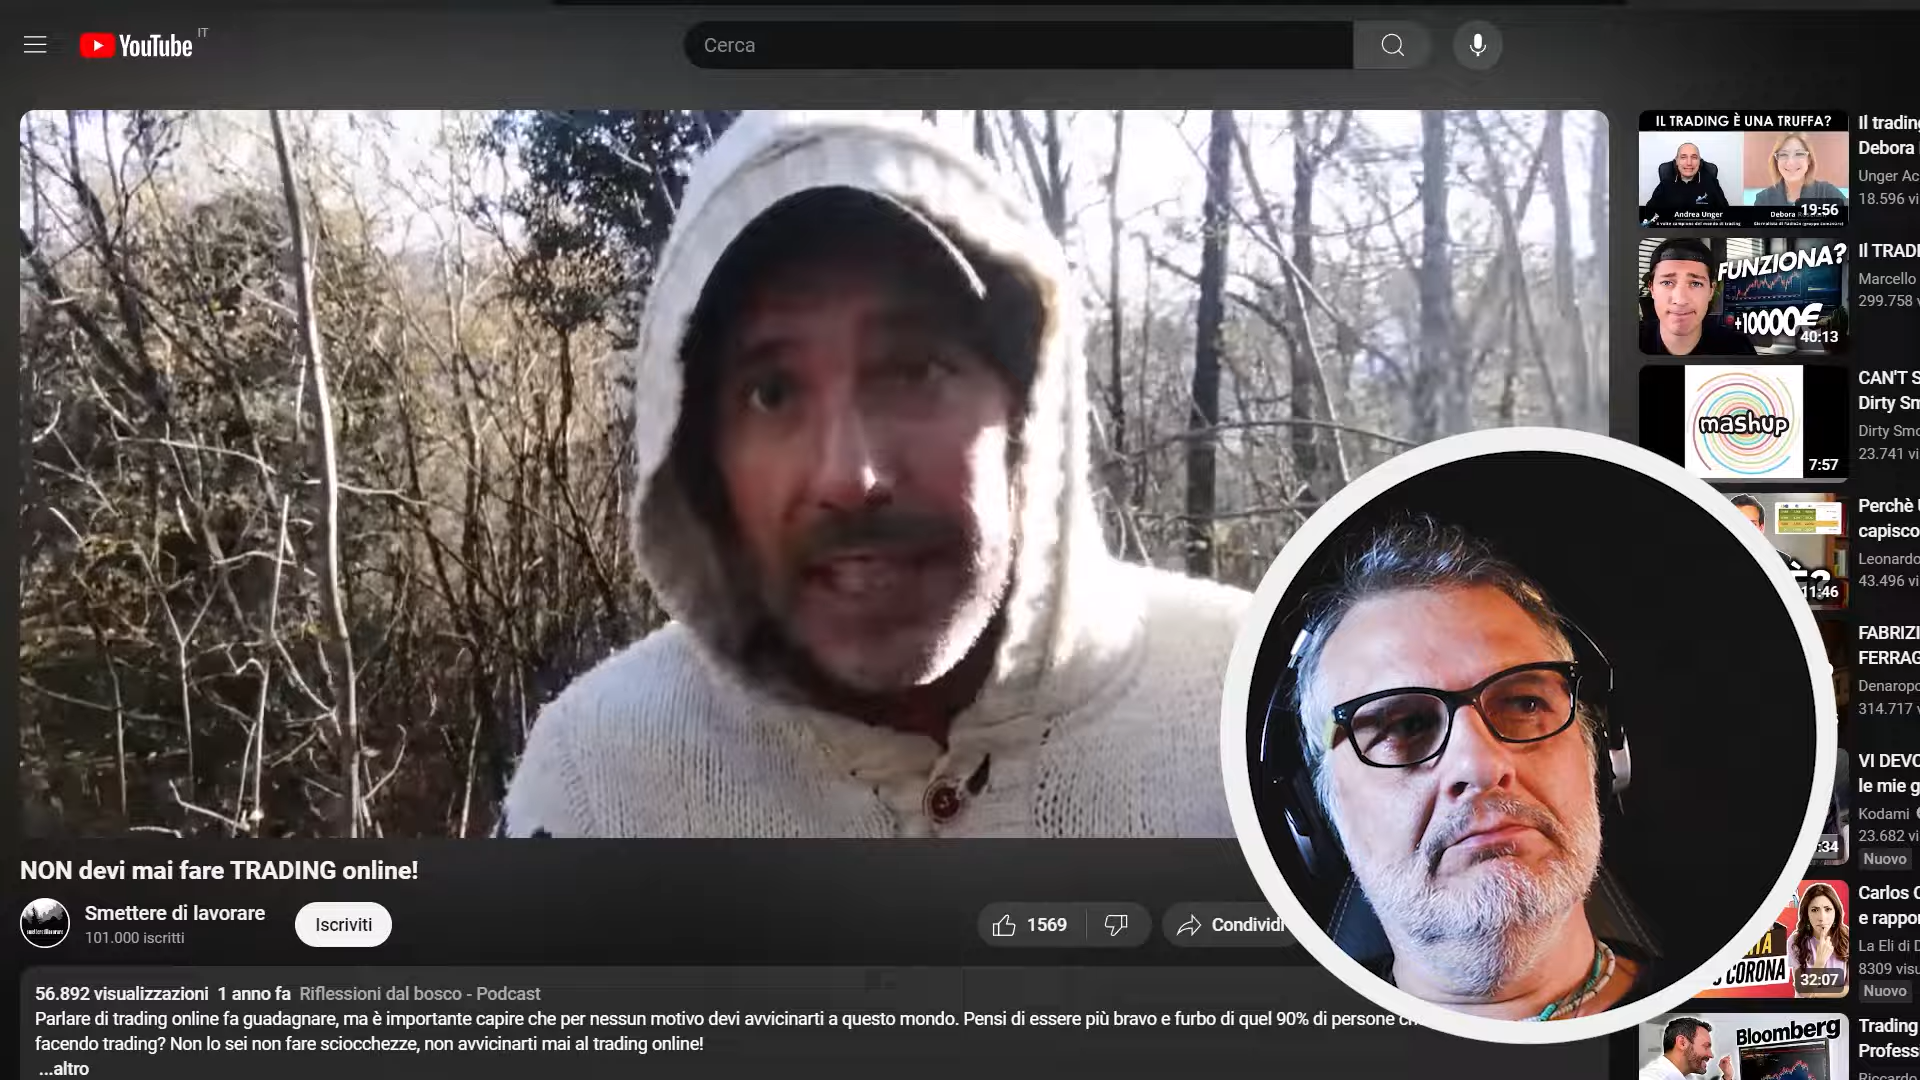 YouTube IT
Cerca
NON devi mai fare TRADING online!
Smettere di lavorare
101.000 iscritti
Iscriviti
1569
Condividi
56.892 visualizzazioni 1 anno fa Riflessioni dal bosco - Podcast
Parlare di trading online fa guadagnare, ma è importante capire che per nessun motivo devi avvicinarti a questo mondo. Pensi di essere più bravo e furbo di quel 90% di persone
facendo trading? Non lo sei non fare sciocchezze, non avvicinarti mai al trading online!
...altro
IL TRADING È UNA TRUFFA?
Andrea Unger
Debora
19:56
Il trading
Debora
Unger Ac
18.596 vi
FUNZIONA?
+10000€
40:13
Il TRADI
Marcello
299.758 v
mashup
7:57
CAN'T S
Dirty Sm
Dirty Smo
23.741 vi
È?
11:46
Perchè
capisco
Leonardo
43.496 vi
FABRIZI
FERRAG
Denaropo
314.717 v
:34
VI DEVO
le mie g
Kodami
23.682 vi
Nuovo
CORONA
32:07
Carlos C
e rappor
La Eli di D
8309 visu
Nuovo
Bloomberg
Trading
Profess
Riccardo